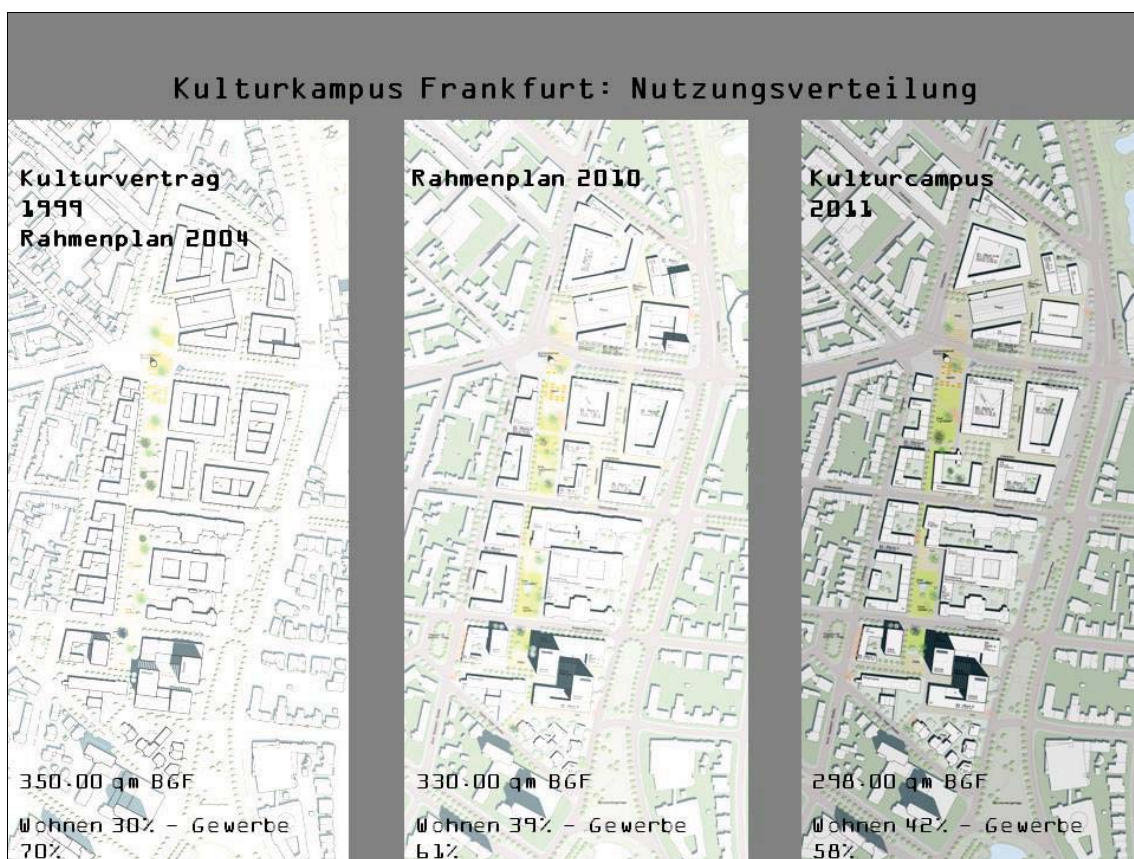 Kulturkampus Frankfurt: Nutzungsverteilung
Kulturvertrag
1999
Rahmenplan 2004
350.00 qm BGF
Wohnen 30% - Gewerbe
70%
Rahmenplan 2010
330.00 qm BGF
Wohnen 39% - Gewerbe
61%
Kulturcampus
2011
298.00 qm BGF
Wohnen 42% - Gewerbe
58%